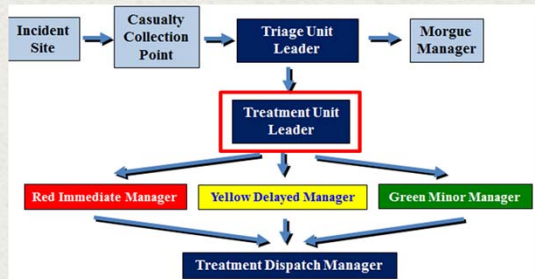 Incident
Site
Casualty
Collection
Point
Triage Unit
Leader
Morgue
Manager
Treatment Unit
Leader
Red Immediate Manager
Yellow Delayed Manager
Green Minor Manager
Treatment Dispatch Manager